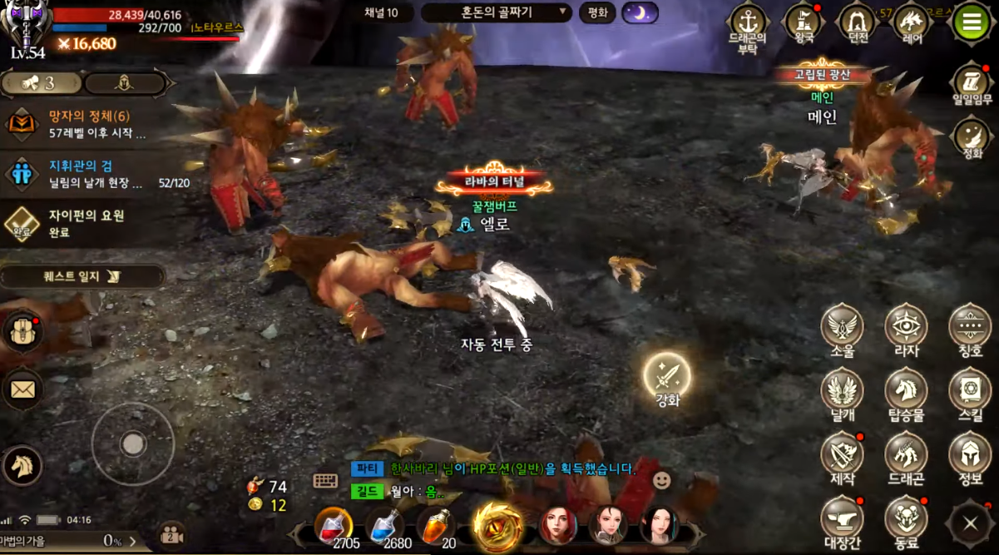 28,439/40,616
292/700
노타우르스
Lv.54
16,680
채널 10
혼돈의 골짜기
평화
드래곤의
부탁
왕국
던전
레어
3
망자의 정체(6)
57레벨 이후 시작 ...
지휘관의 검
닐림의 날개 현장 ...
52/120
자이펀의 요원
완료
완료
퀘스트 일지
고립된 광산
메인
메인
일일임무
정화
라바의 터널
꿀잼버프
엘로
자동 전투 중
강화
소울
라자
칭호
날개
탑승물
스킬
제작
드래곤
정보
대장간
동료
파티
한사바리 님이 HP포션(일반)을 획득했습니다.
길드
월아 : 음..
74
12
04:16
마법의가을
0%
2
2705
2680
20